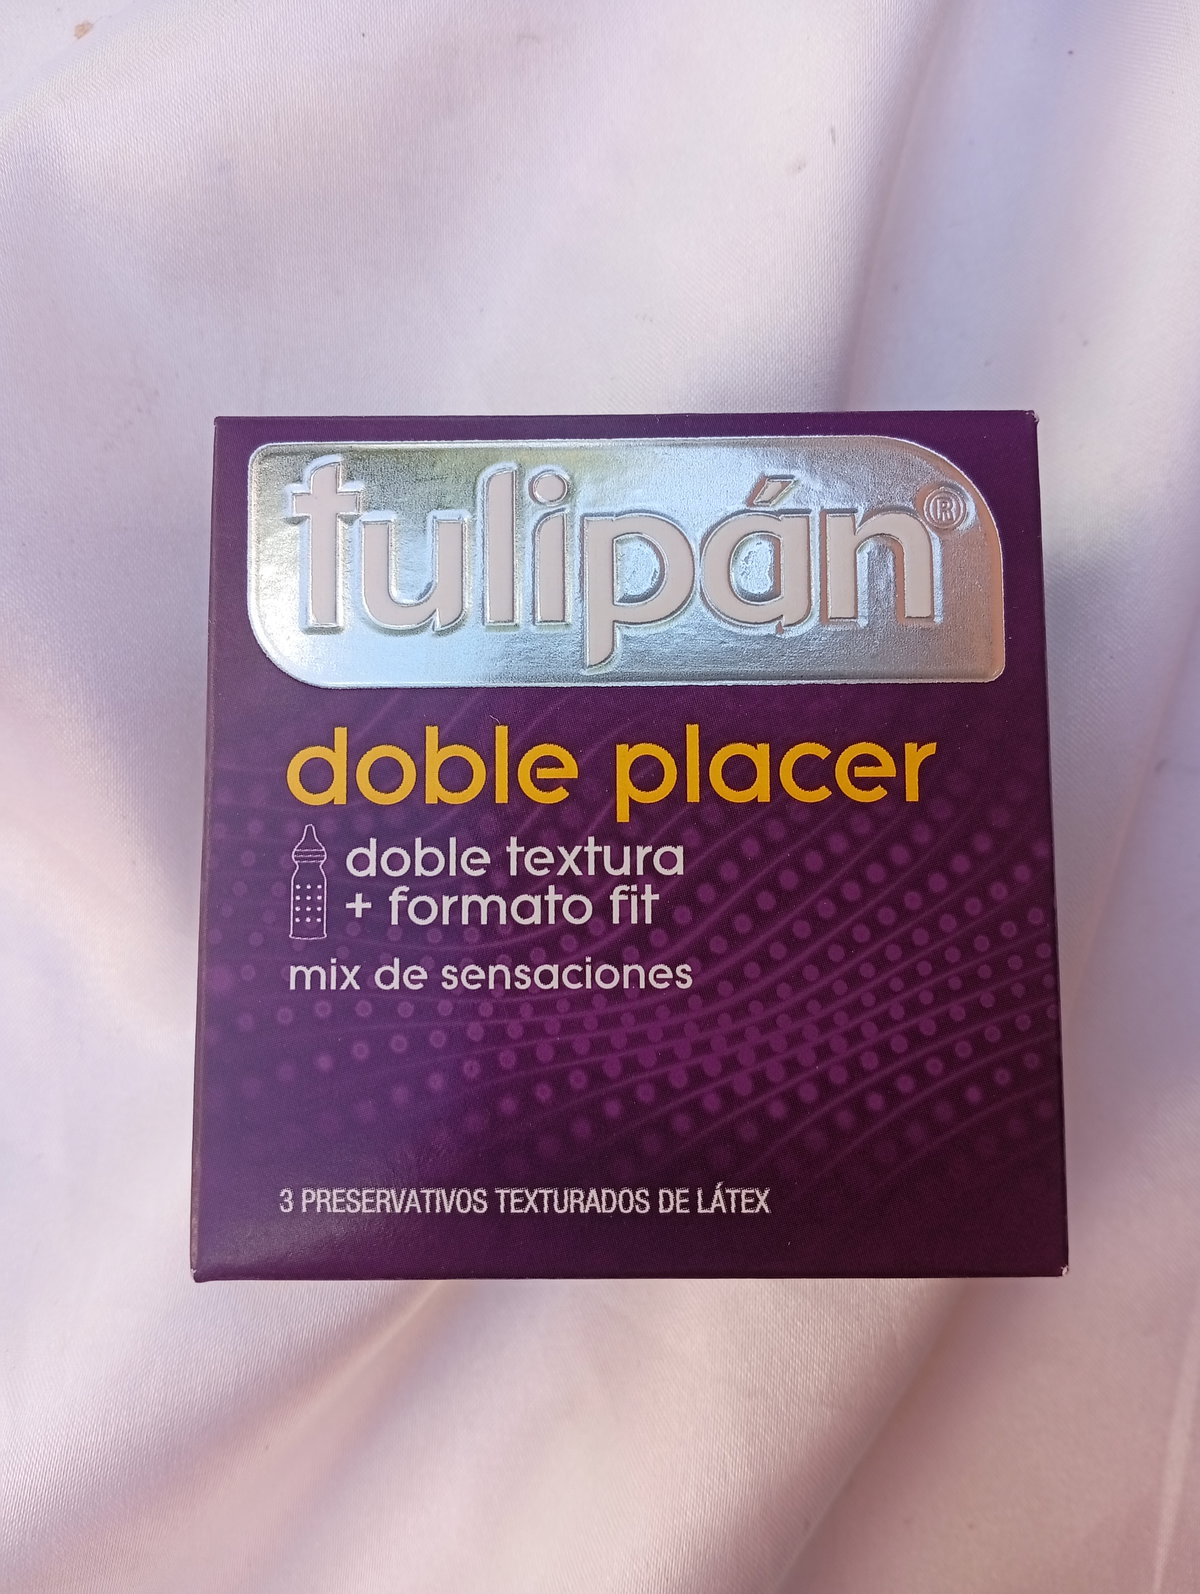 tulipán®
doble placer
doble textura
+ formato fit
mix de sensaciones
3 PRESERVATIVOS TEXTURADOS DE LÁTEX